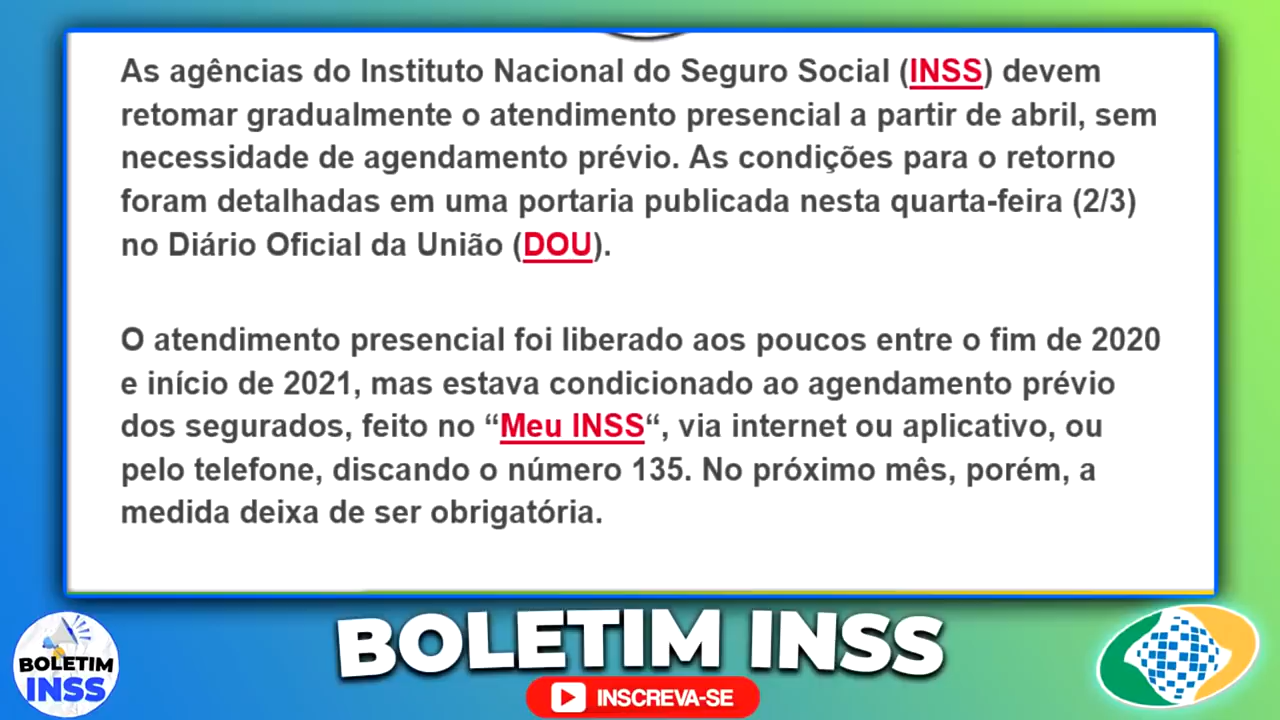 As agências do Instituto Nacional do Seguro Social (INSS) devem
retomar gradualmente o atendimento presencial a partir de abril, sem
necessidade de agendamento prévio. As condições para o retorno
foram detalhadas em uma portaria publicada nesta quarta-feira (2/3)
no Diário Oficial da União (DOU).
O atendimento presencial foi liberado aos poucos entre o fim de 2020
e início de 2021, mas estava condicionado ao agendamento prévio
dos segurados, feito no “Meu INSS“, via internet ou aplicativo, ou
pelo telefone, discando o número 135. No próximo mês, porém, a
medida deixa de ser obrigatória.
BOLETIM INSS
INSCREVA-SE
BOLETIM
INSS